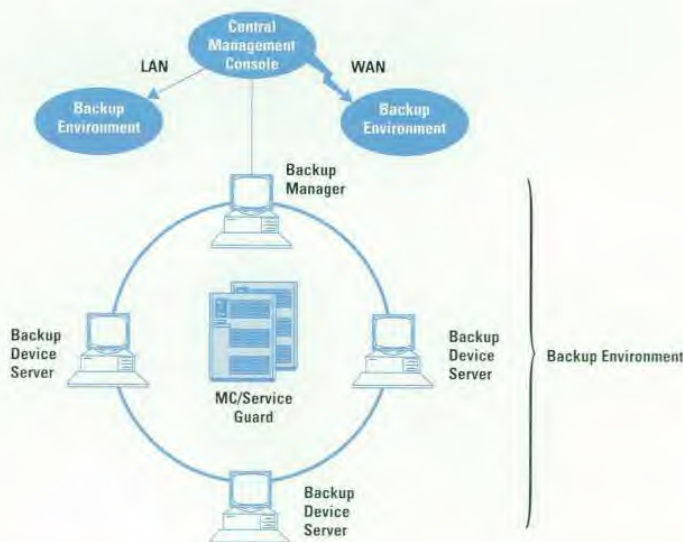 Central
Management
Console
LAN
WAN
Backup
Environment
Backup
Environment
Backup
Manager
Backup
Device
Server
Backup
Device
Server
Backup Environment
MC/Service
Guard
Backup
Device
Server